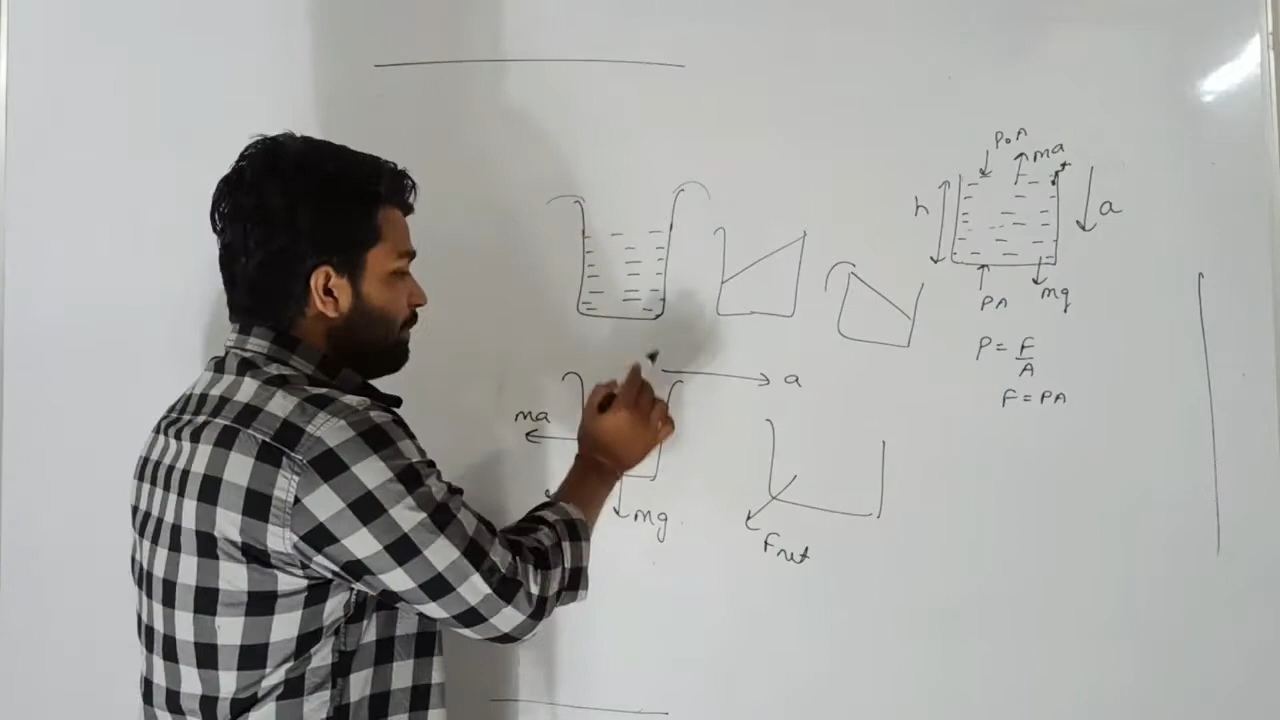 P₀A
ma
h
a
PA
mg
P = F/A
F = PA
a
ma
mg
Fnet